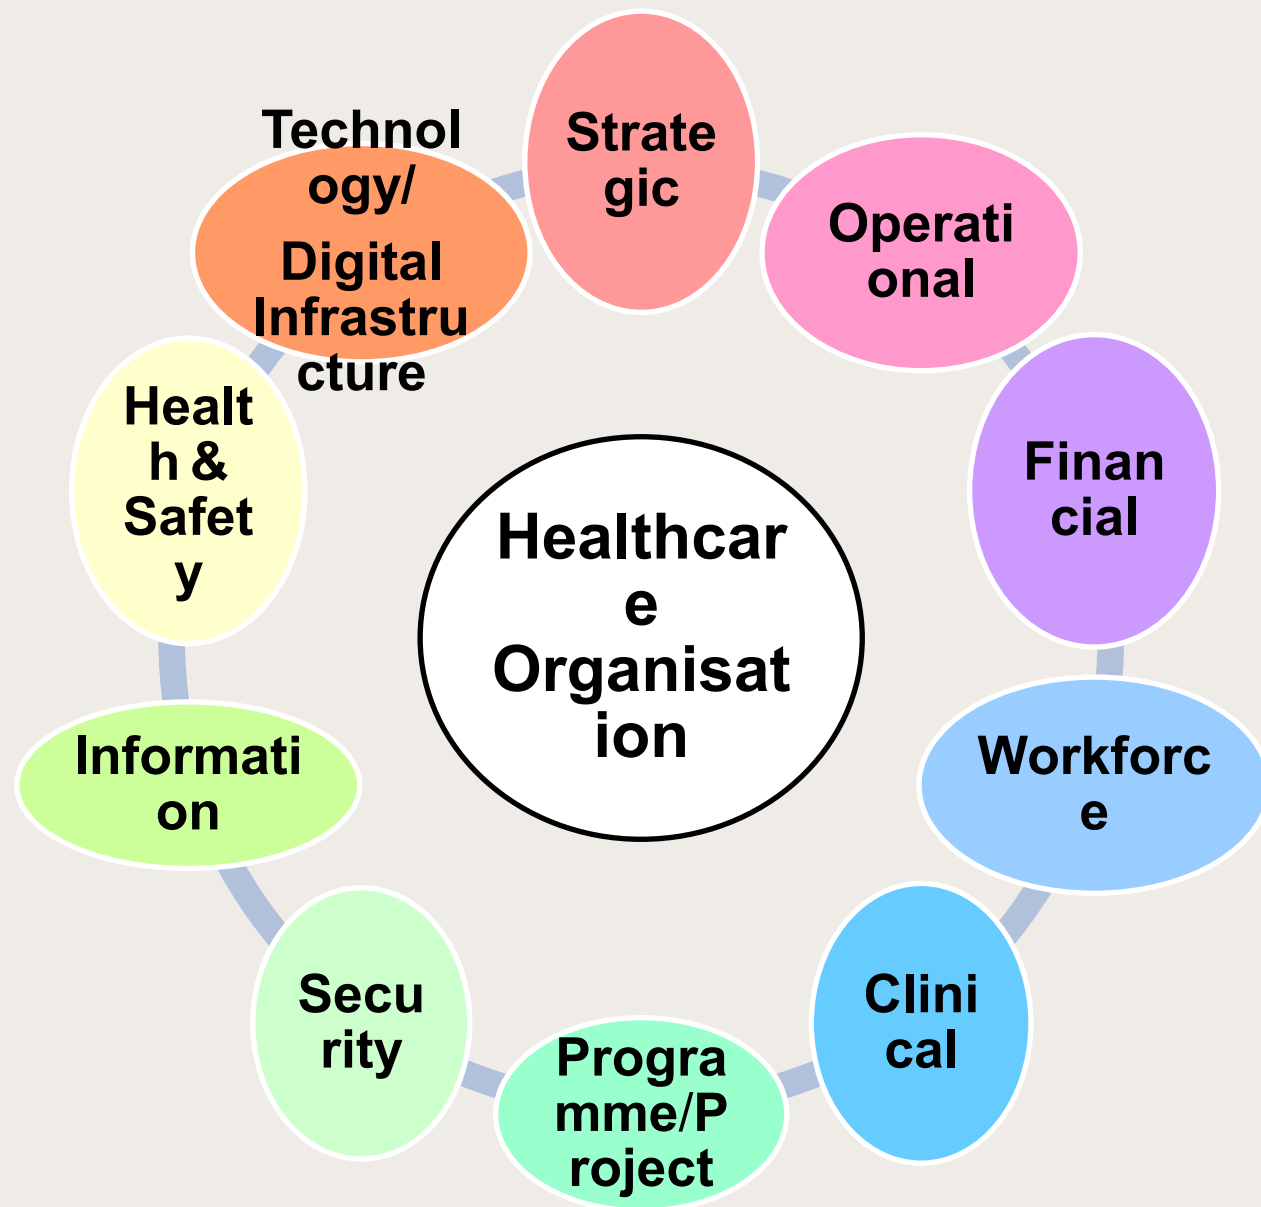 Strate
gic
Operati
onal
Finan
cial
Workforc
e
Clini
cal
Progra
mme/P
roject
Secu
rity
Informati
on
Healt
h &
Safet
y
Technol
ogy/
Digital
Infrastru
cture
Healthcar
e
Organisat
ion